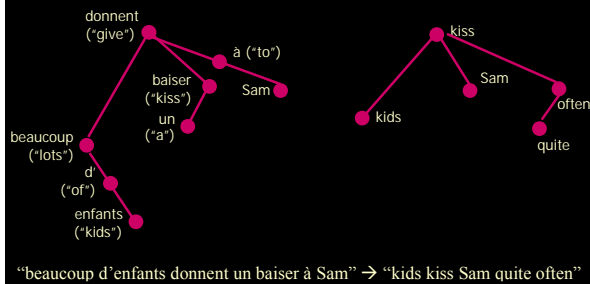 donnent
("give")
à ("to")
baiser
("kiss")
Sam
un
("a")
beaucoup
("lots")
d'
("of")
enfants
("kids")
kiss
Sam
often
kids
quite
"beaucoup d'enfants donnent un baiser à Sam" → "kids kiss Sam quite often"